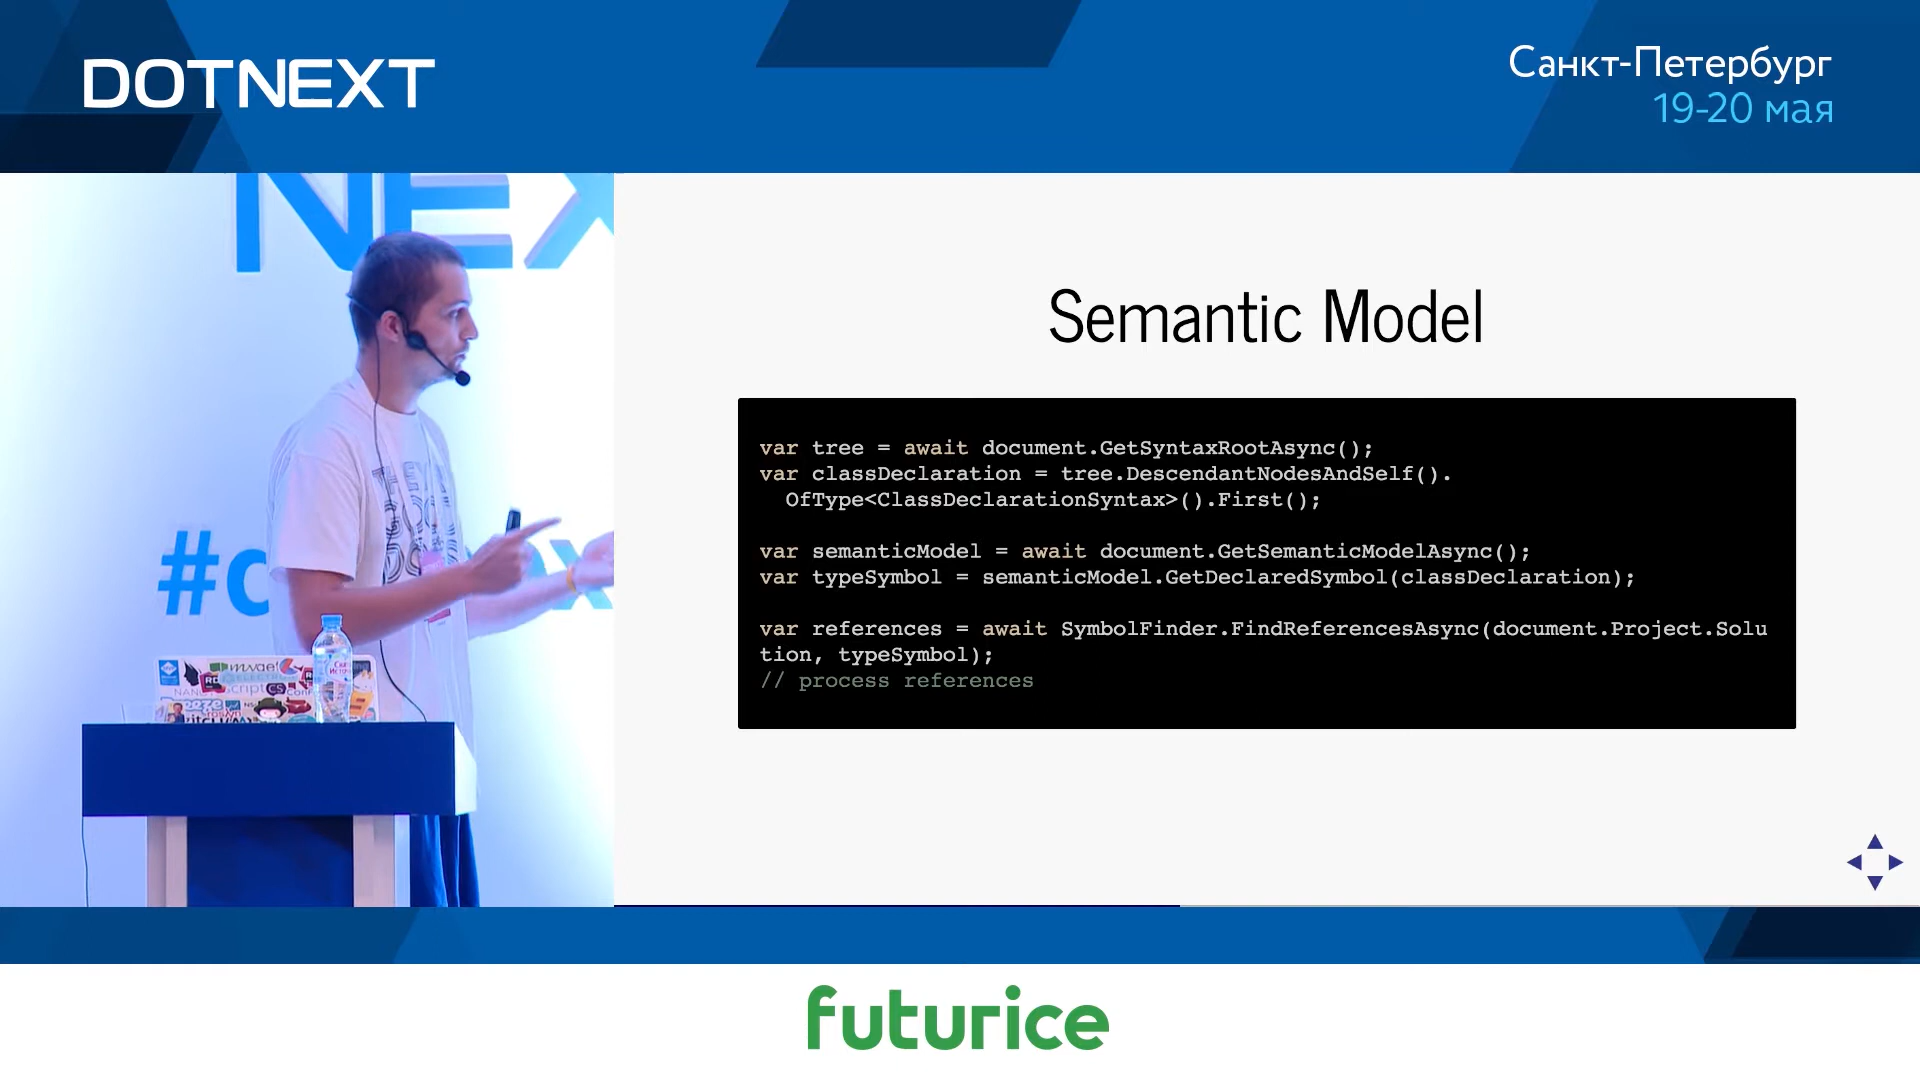 DOTNEXT
Санкт-Петербург
19-20 мая
NEX
#c
Semantic Model
var tree = await document.GetSyntaxRootAsync();
var classDeclaration = tree.DescendantNodesAndSelf().
OfType<ClassDeclarationSyntax>().First();
var semanticModel = await document.GetSemanticModelAsync();
var typeSymbol = semanticModel.GetDeclaredSymbol(classDeclaration);
var references = await SymbolFinder.FindReferencesAsync(document.Project.Solu
tion, typeSymbol);
// process references
futurice